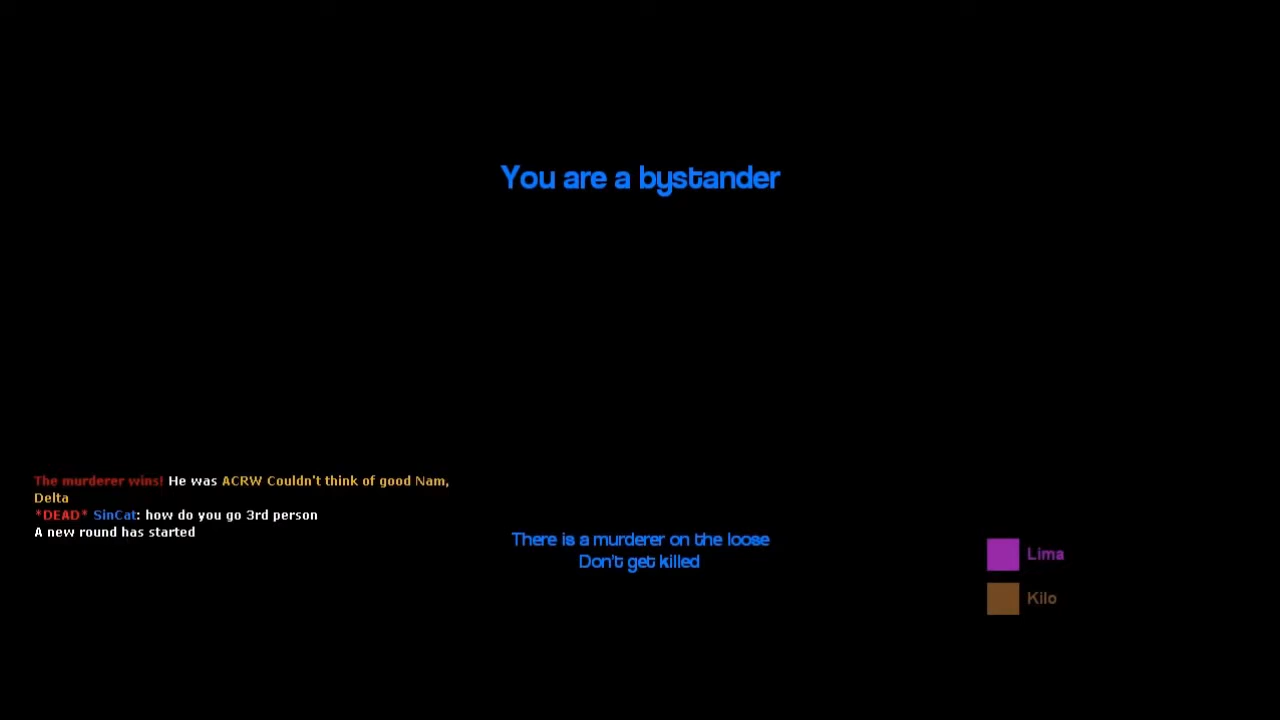 You are a bystander
The murderer wins! He was ACRW Couldn't think of good Nam,
Delta
*DEAD* SinCat: how do you go 3rd person
A new round has started
There is a murderer on the loose
Don't get killed
Lima
Kilo